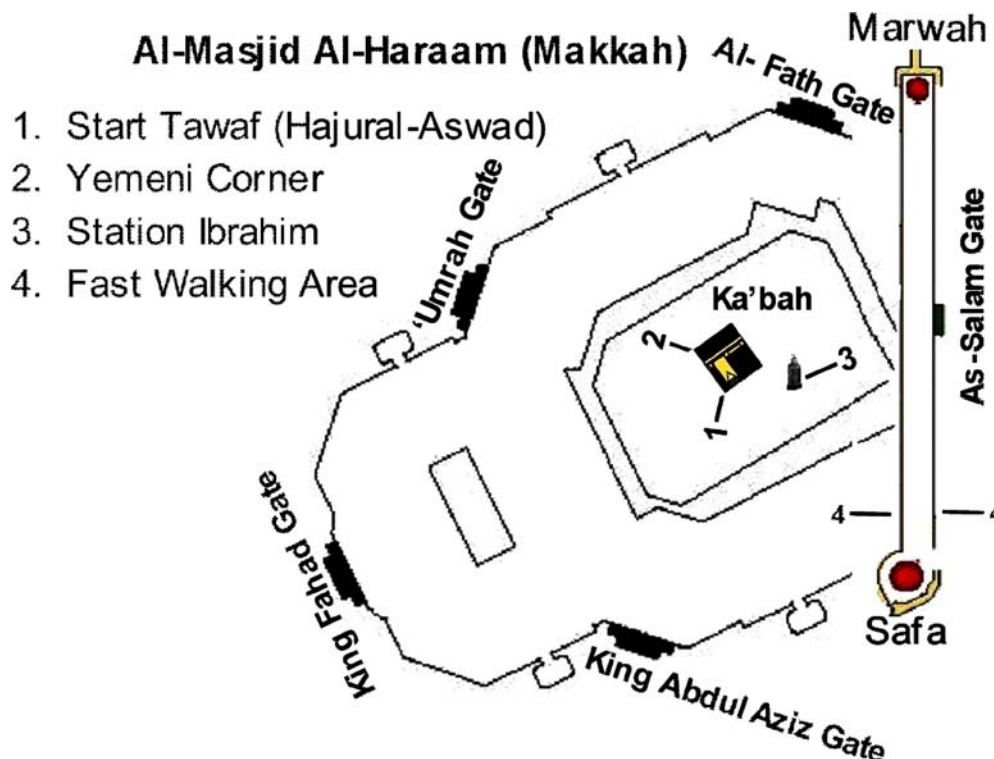 Al-Masjid Al-Haraam (Makkah)
1. Start Tawaf (Hajural-Aswad)
2. Yemeni Corner
3. Station Ibrahim
4. Fast Walking Area
Al- Fath Gate
Marwah
'Umrah Gate
As-Salam Gate
Ka'bah
2
3
1
4
4
King Fahad Gate
Safa
King Abdul Aziz Gate